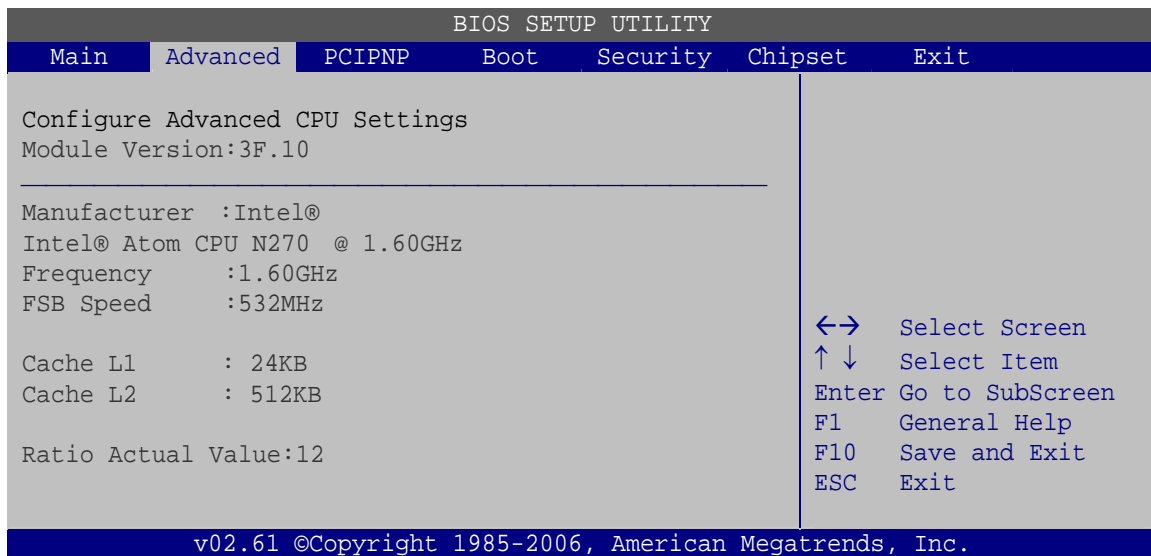 BIOS SETUP UTILITY
Main Advanced PCIPNP Boot Security Chipset Exit
Configure Advanced CPU Settings
Module Version:3F.10
Manufacturer :Intel®
Intel® Atom CPU N270 @ 1.60GHz
Frequency :1.60GHz
FSB Speed :532MHz
Cache L1 : 24KB
Cache L2 : 512KB
Ratio Actual Value:12
←→ Select Screen
↑ ↓ Select Item
Enter Go to SubScreen
F1 General Help
F10 Save and Exit
ESC Exit
v02.61 ©Copyright 1985-2006, American Megatrends, Inc.